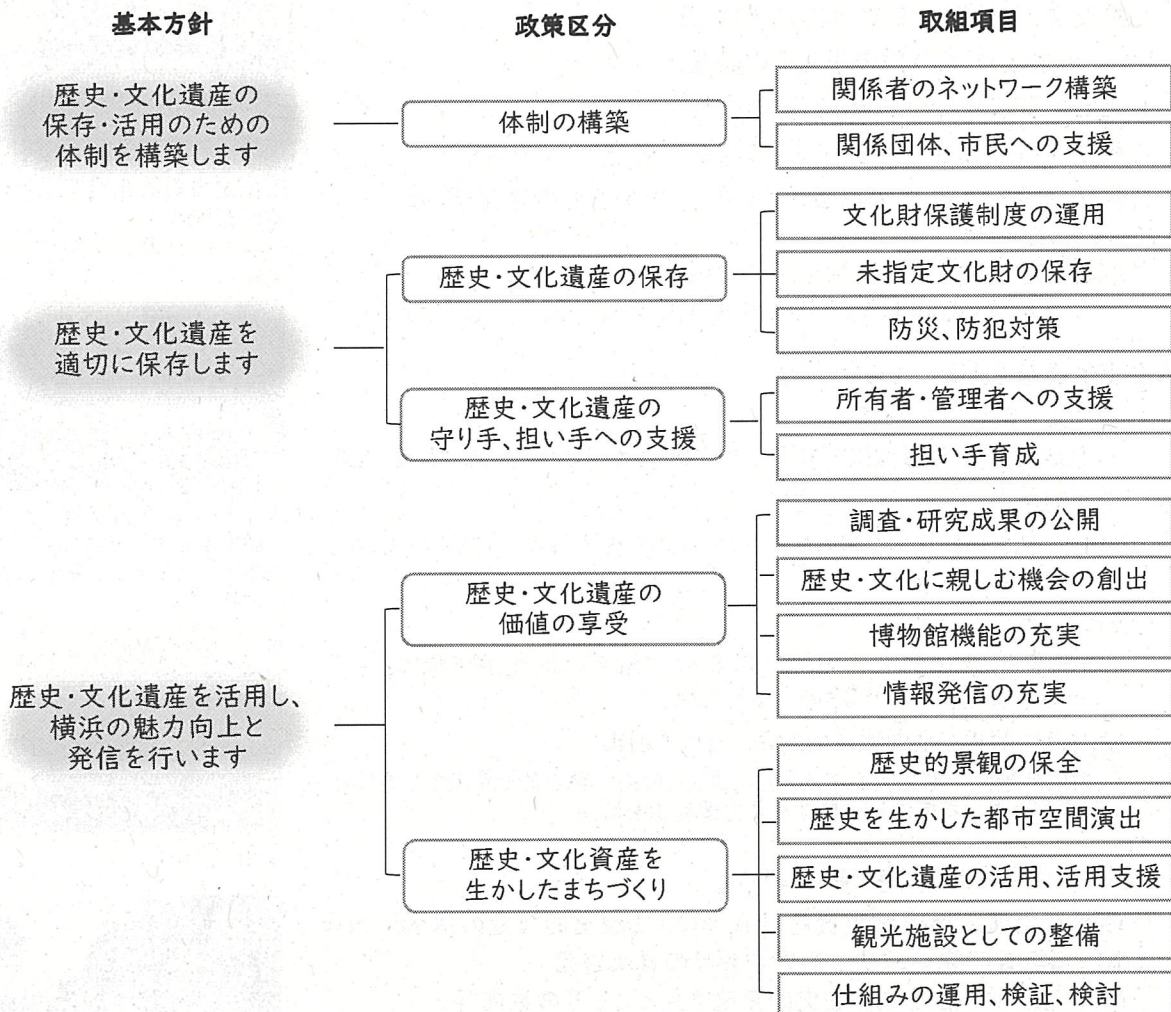 基本方針
政策区分
取組項目
歴史・文化遺産の
保存・活用のための
体制を構築します
体制の構築
関係者のネットワーク構築
関係団体、市民への支援
歴史・文化遺産を
適切に保存します
歴史・文化遺産の保存
文化財保護制度の運用
未指定文化財の保存
防災、防犯対策
歴史・文化遺産の
守り手、担い手への支援
所有者・管理者への支援
担い手育成
歴史・文化遺産を活用し、
横浜の魅力向上と
発信を行います
歴史・文化遺産の
価値の享受
調査・研究成果の公開
歴史・文化に親しむ機会の創出
博物館機能の充実
情報発信の充実
歴史・文化資産を
生かしたまちづくり
歴史的景観の保全
歴史を生かした都市空間演出
歴史・文化遺産の活用、活用支援
観光施設としての整備
仕組みの運用、検証、検討